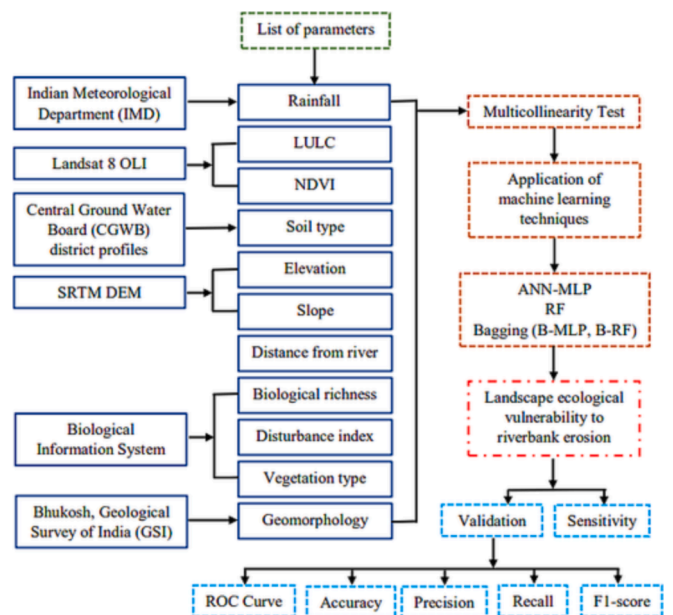 List of parameters
Indian Meteorological
Department (IMD)
Rainfall
Multicollinearity Test
Landsat 8 OLI
LULC
NDVI
Application of
machine learning
techniques
Central Ground Water
Board (CGWB)
district profiles
Soil type
SRTM DEM
Elevation
Slope
ANN-MLP
RF
Bagging (B-MLP, B-RF)
Distance from river
Biological
Information System
Biological richness
Disturbance index
Vegetation type
Landscape ecological
vulnerability to
riverbank erosion
Bhukosh, Geological
Survey of India (GSI)
Geomorphology
Validation
Sensitivity
ROC Curve
Accuracy
Precision
Recall
F1-score